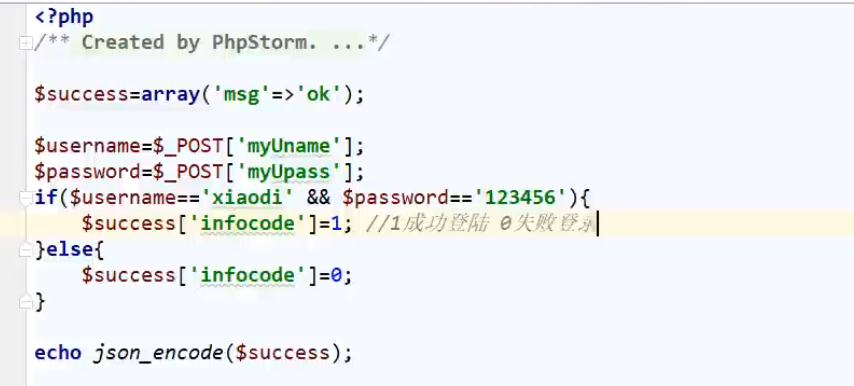 <?php
/** Created by PhpStorm. ...*/
$success=array('msg'=>'ok');
$username=$_POST['myUname'];
$password=$_POST['myUpass'];
if($username=='xiaodi' && $password=='123456'){
$success['infocode']=1; //1成功登陆 0失败登录
}else{
$success['infocode']=0;
}
echo json_encode($success);